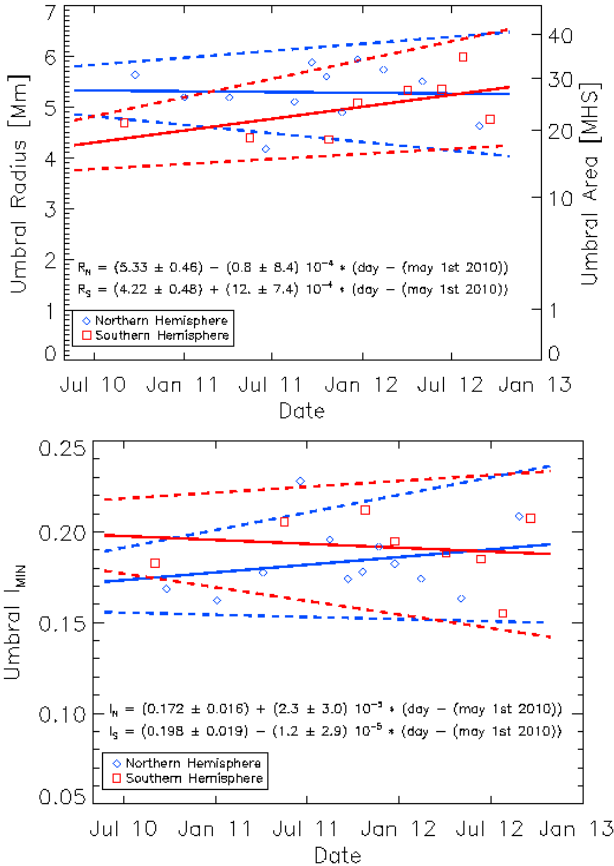 7
6
5
4
3
2
1
0
Umbral Radius [Mm]
40
30
20
10
1
0
Umbral Area [MHS]
R_N = (5.33 ± 0.46) − (0.8 ± 8.4) 10^-4 * (day − (may 1st 2010))
R_S = (4.22 ± 0.48) + (12. ± 7.4) 10^-4 * (day − (may 1st 2010))
Northern Hemisphere
Southern Hemisphere
Jul 10 Jan 11 Jul 11 Jan 12 Jul 12 Jan 13
Date
0.25
0.20
0.15
0.10
0.05
Umbral I_MIN
I_N = (0.172 ± 0.016) + (2.3 ± 3.0) 10^-5 * (day − (may 1st 2010))
I_S = (0.198 ± 0.019) − (1.2 ± 2.9) 10^-5 * (day − (may 1st 2010))
Northern Hemisphere
Southern Hemisphere
Jul 10 Jan 11 Jul 11 Jan 12 Jul 12 Jan 13
Date